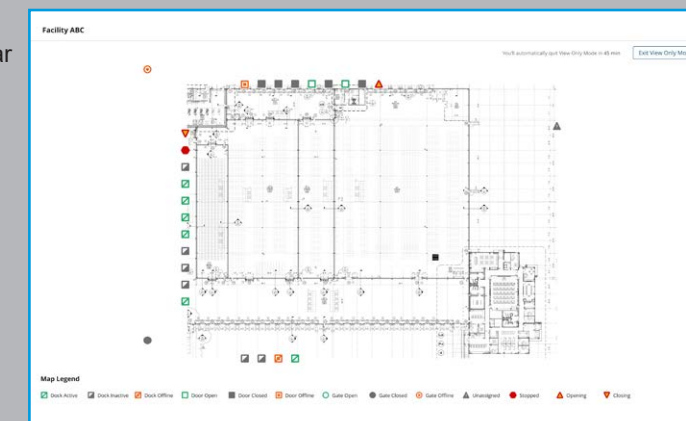 Facility ABC
ar
You'll automatically quit View Only Mode in 45 min
Exit View Only Mo
Map Legend
Dock Active Dock Inactive Dock Offline Door Open Door Closed Door Offline Gate Open Gate Closed Gate Offline Unassigned Stopped Opening Closing